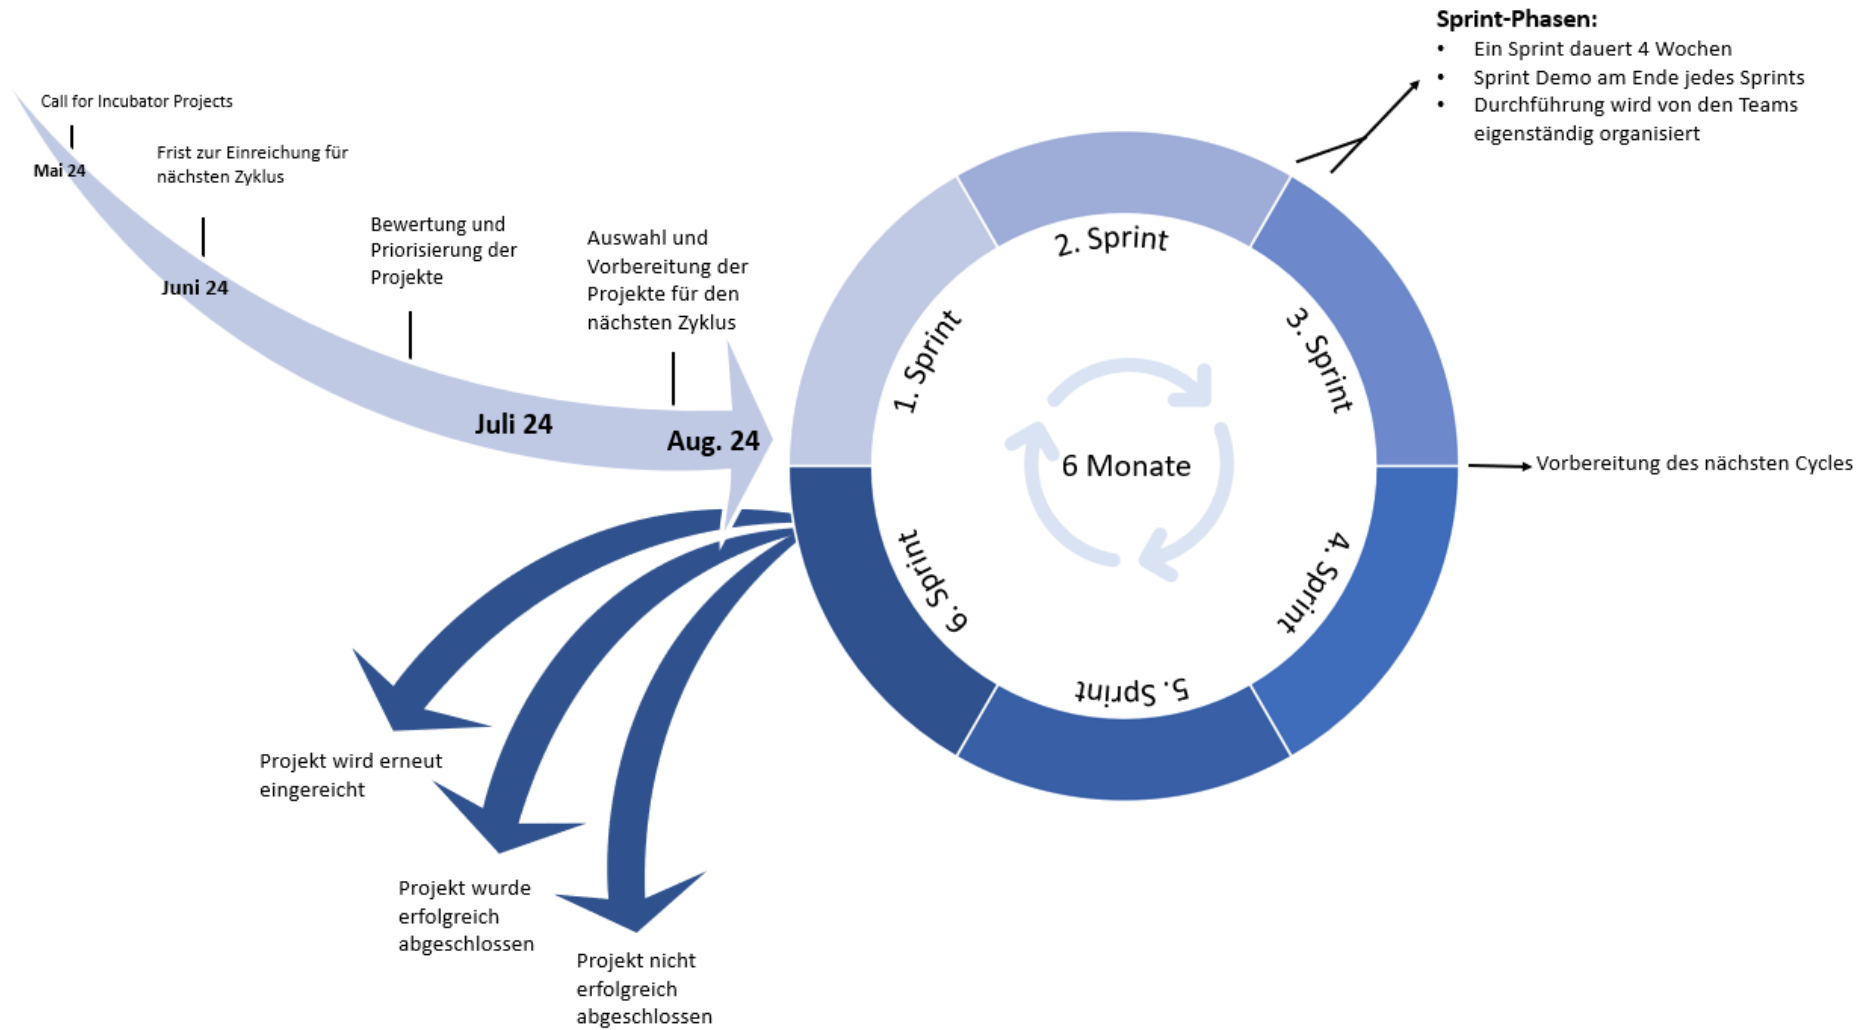 Sprint-Phasen:
• Ein Sprint dauert 4 Wochen
• Sprint Demo am Ende jedes Sprints
• Durchführung wird von den Teams
eigenständig organisiert
Call for Incubator Projects
Mai 24
Frist zur Einreichung für
nächsten Zyklus
Juni 24
Bewertung und
Priorisierung der
Projekte
Juli 24
Auswahl und
Vorbereitung der
Projekte für den
nächsten Zyklus
Aug. 24
1. Sprint
2. Sprint
3. Sprint
4. Sprint
5. Sprint
6. Sprint
6 Monate
Vorbereitung des nächsten Cycles
Projekt wird erneut
eingereicht
Projekt wurde
erfolgreich
abgeschlossen
Projekt nicht
erfolgreich
abgeschlossen